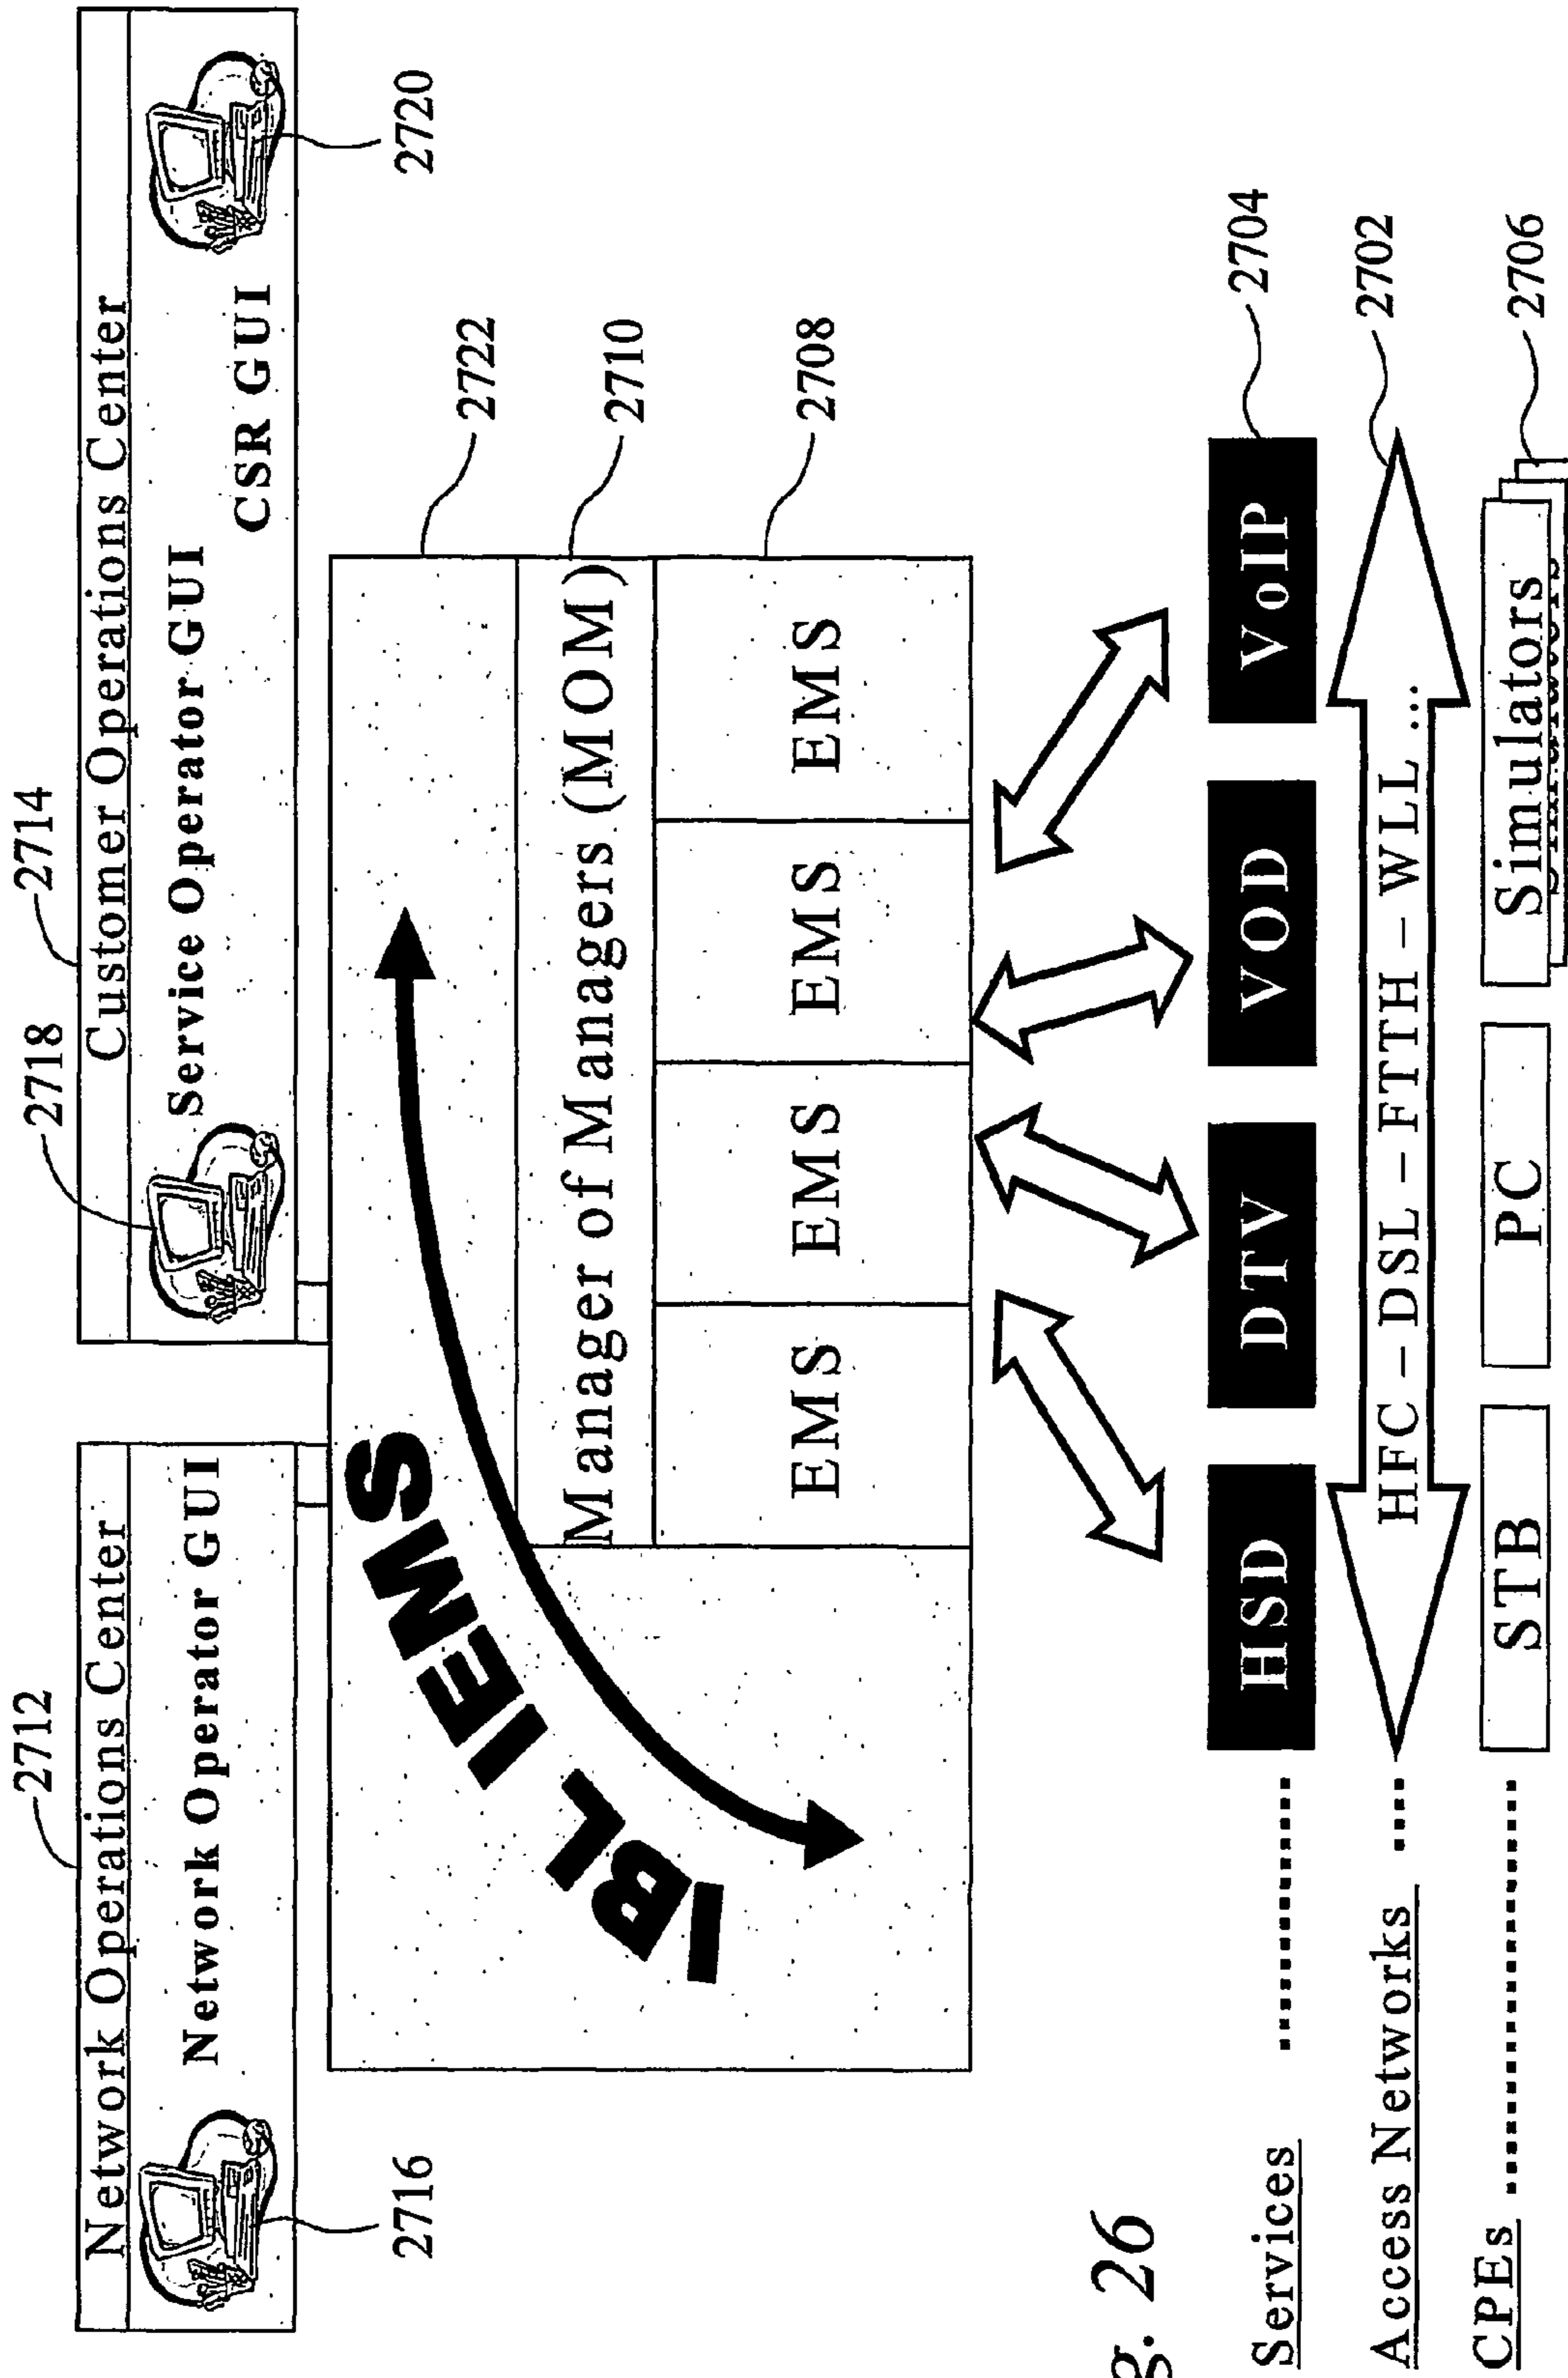 2712
2714
2718
Network Operations Center
Customer Operations Center
Network Operator GUI
Service Operator GUI
CSR GUI
2716
2720
IBL IEMS
2722
Manager of Managers (MOM)
2710
EMS EMS EMS EMS
2708
g. 26
Services
HSD DTV VOD VoIP
2704
Access Networks ....
HFC – DSL – FTTH – WLL ...
2702
CPEs
STB PC Simulators
2706